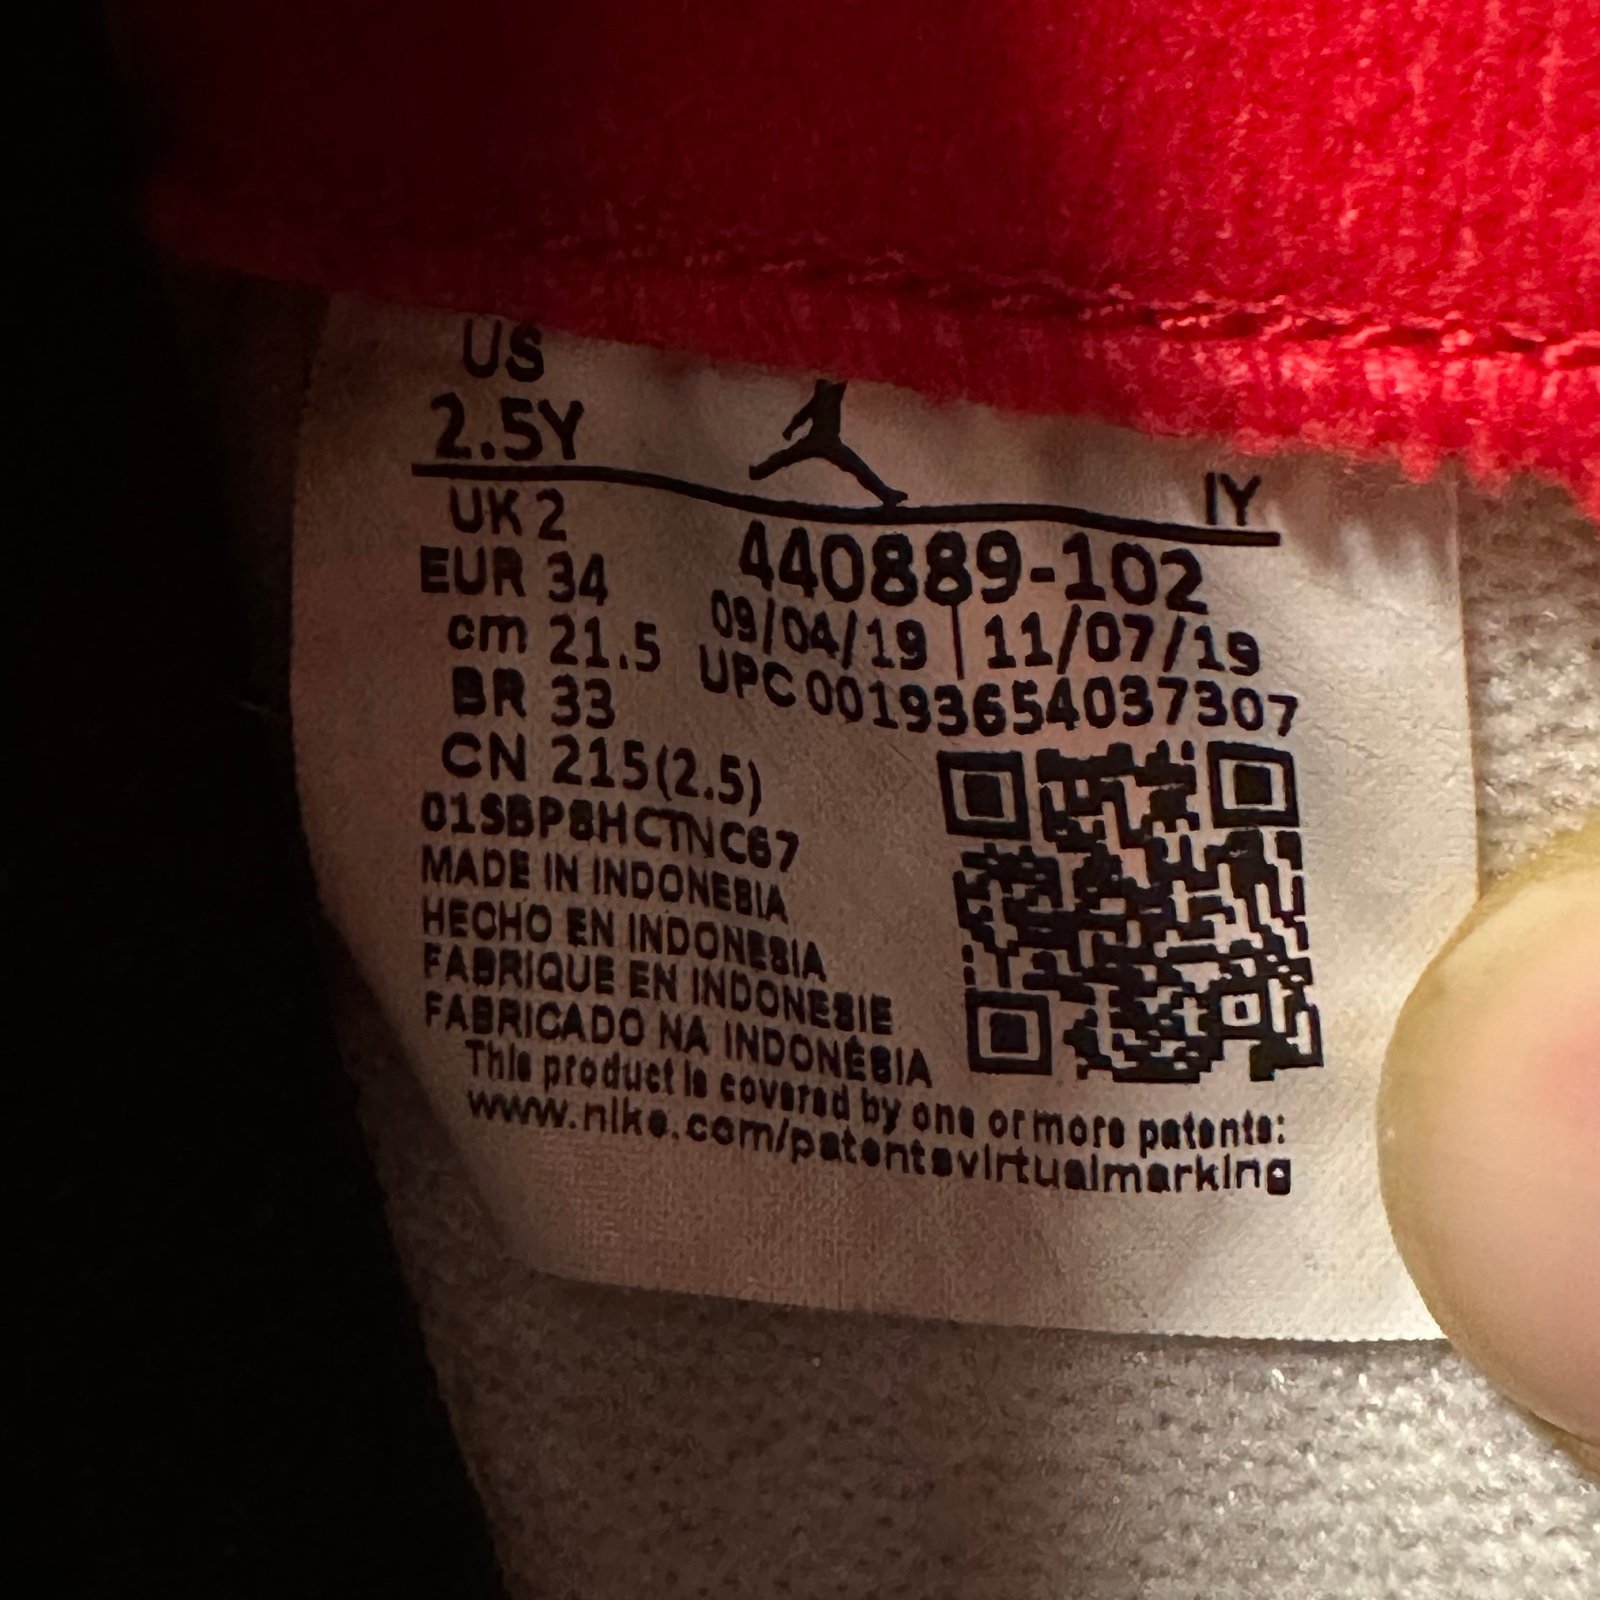 US
2.5Y
IY
UK 2
EUR 34
cm 21.5
BR 33
CN 215(2.5)
440889-102
09/04/19 | 11/07/19
UPC 00193654037307
01SBP8HCTNC67
MADE IN INDONESIA
HECHO EN INDONESIA
FABRIQUE EN INDONESIE
FABRICADO NA INDONÉSIA
This product is covered by one or more patents:
www.nike.com/patentsvirtualmarking